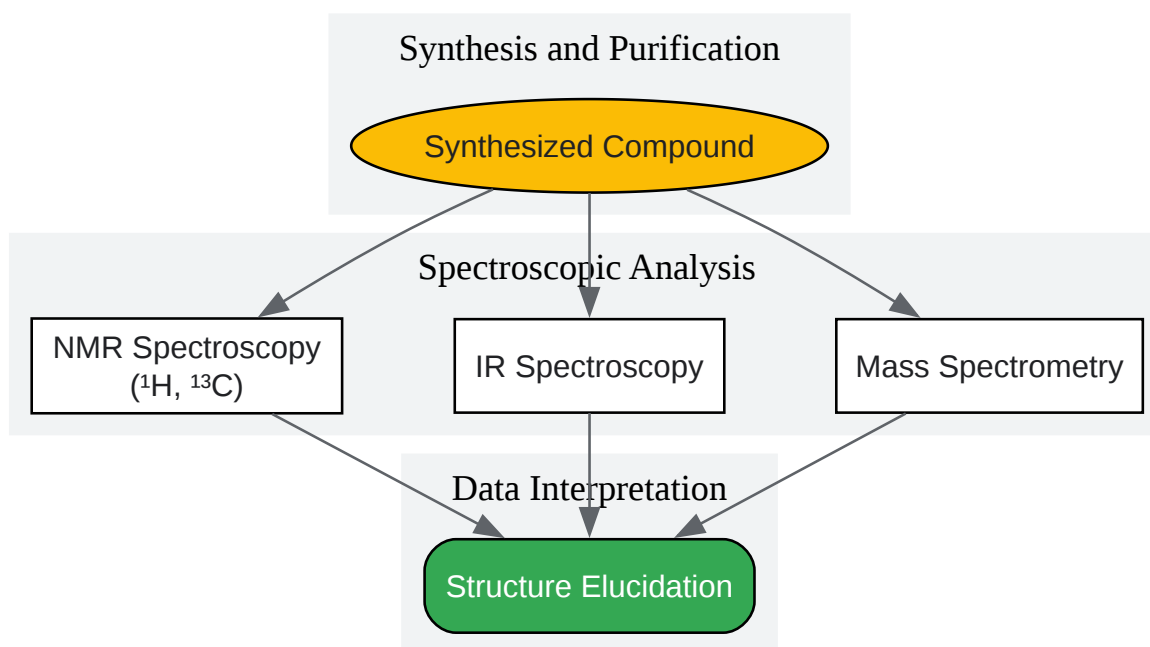 Synthesis and Purification
Synthesized Compound
Spectroscopic Analysis
NMR Spectroscopy
(¹H, ¹³C)
IR Spectroscopy
Mass Spectrometry
Data Interpretation
Structure Elucidation